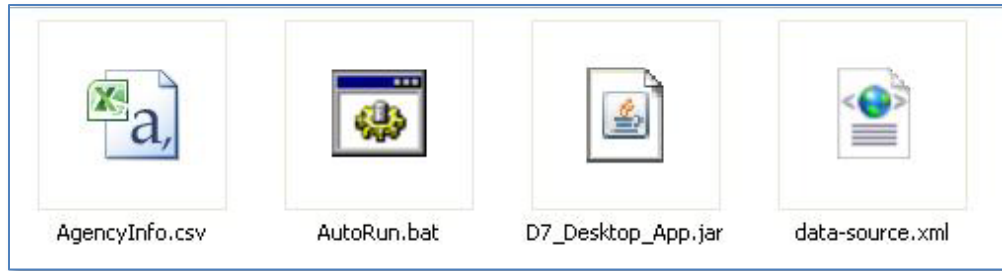 a,
AgencyInfo.csv
AutoRun.bat
D7_Desktop_App.jar
data-source.xml